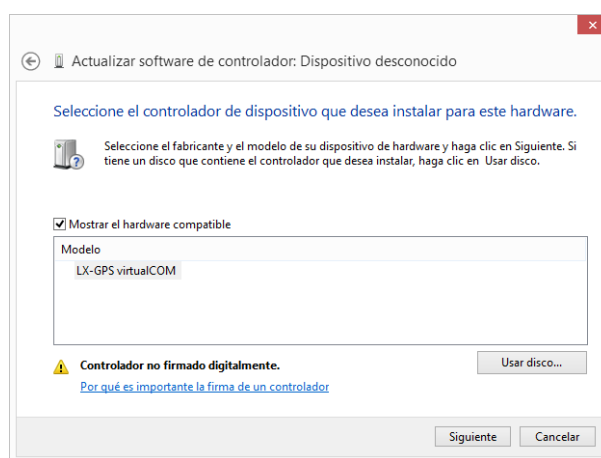 Actualizar software de controlador: Dispositivo desconocido
Seleccione el controlador de dispositivo que desea instalar para este hardware.
Seleccione el fabricante y el modelo de su dispositivo de hardware y haga clic en Siguiente. Si
tiene un disco que contiene el controlador que desea instalar, haga clic en Usar disco.
Mostrar el hardware compatible
Modelo
LX-GPS virtualCOM
Controlador no firmado digitalmente.
Usar disco...
Por qué es importante la firma de un controlador
Siguiente
Cancelar